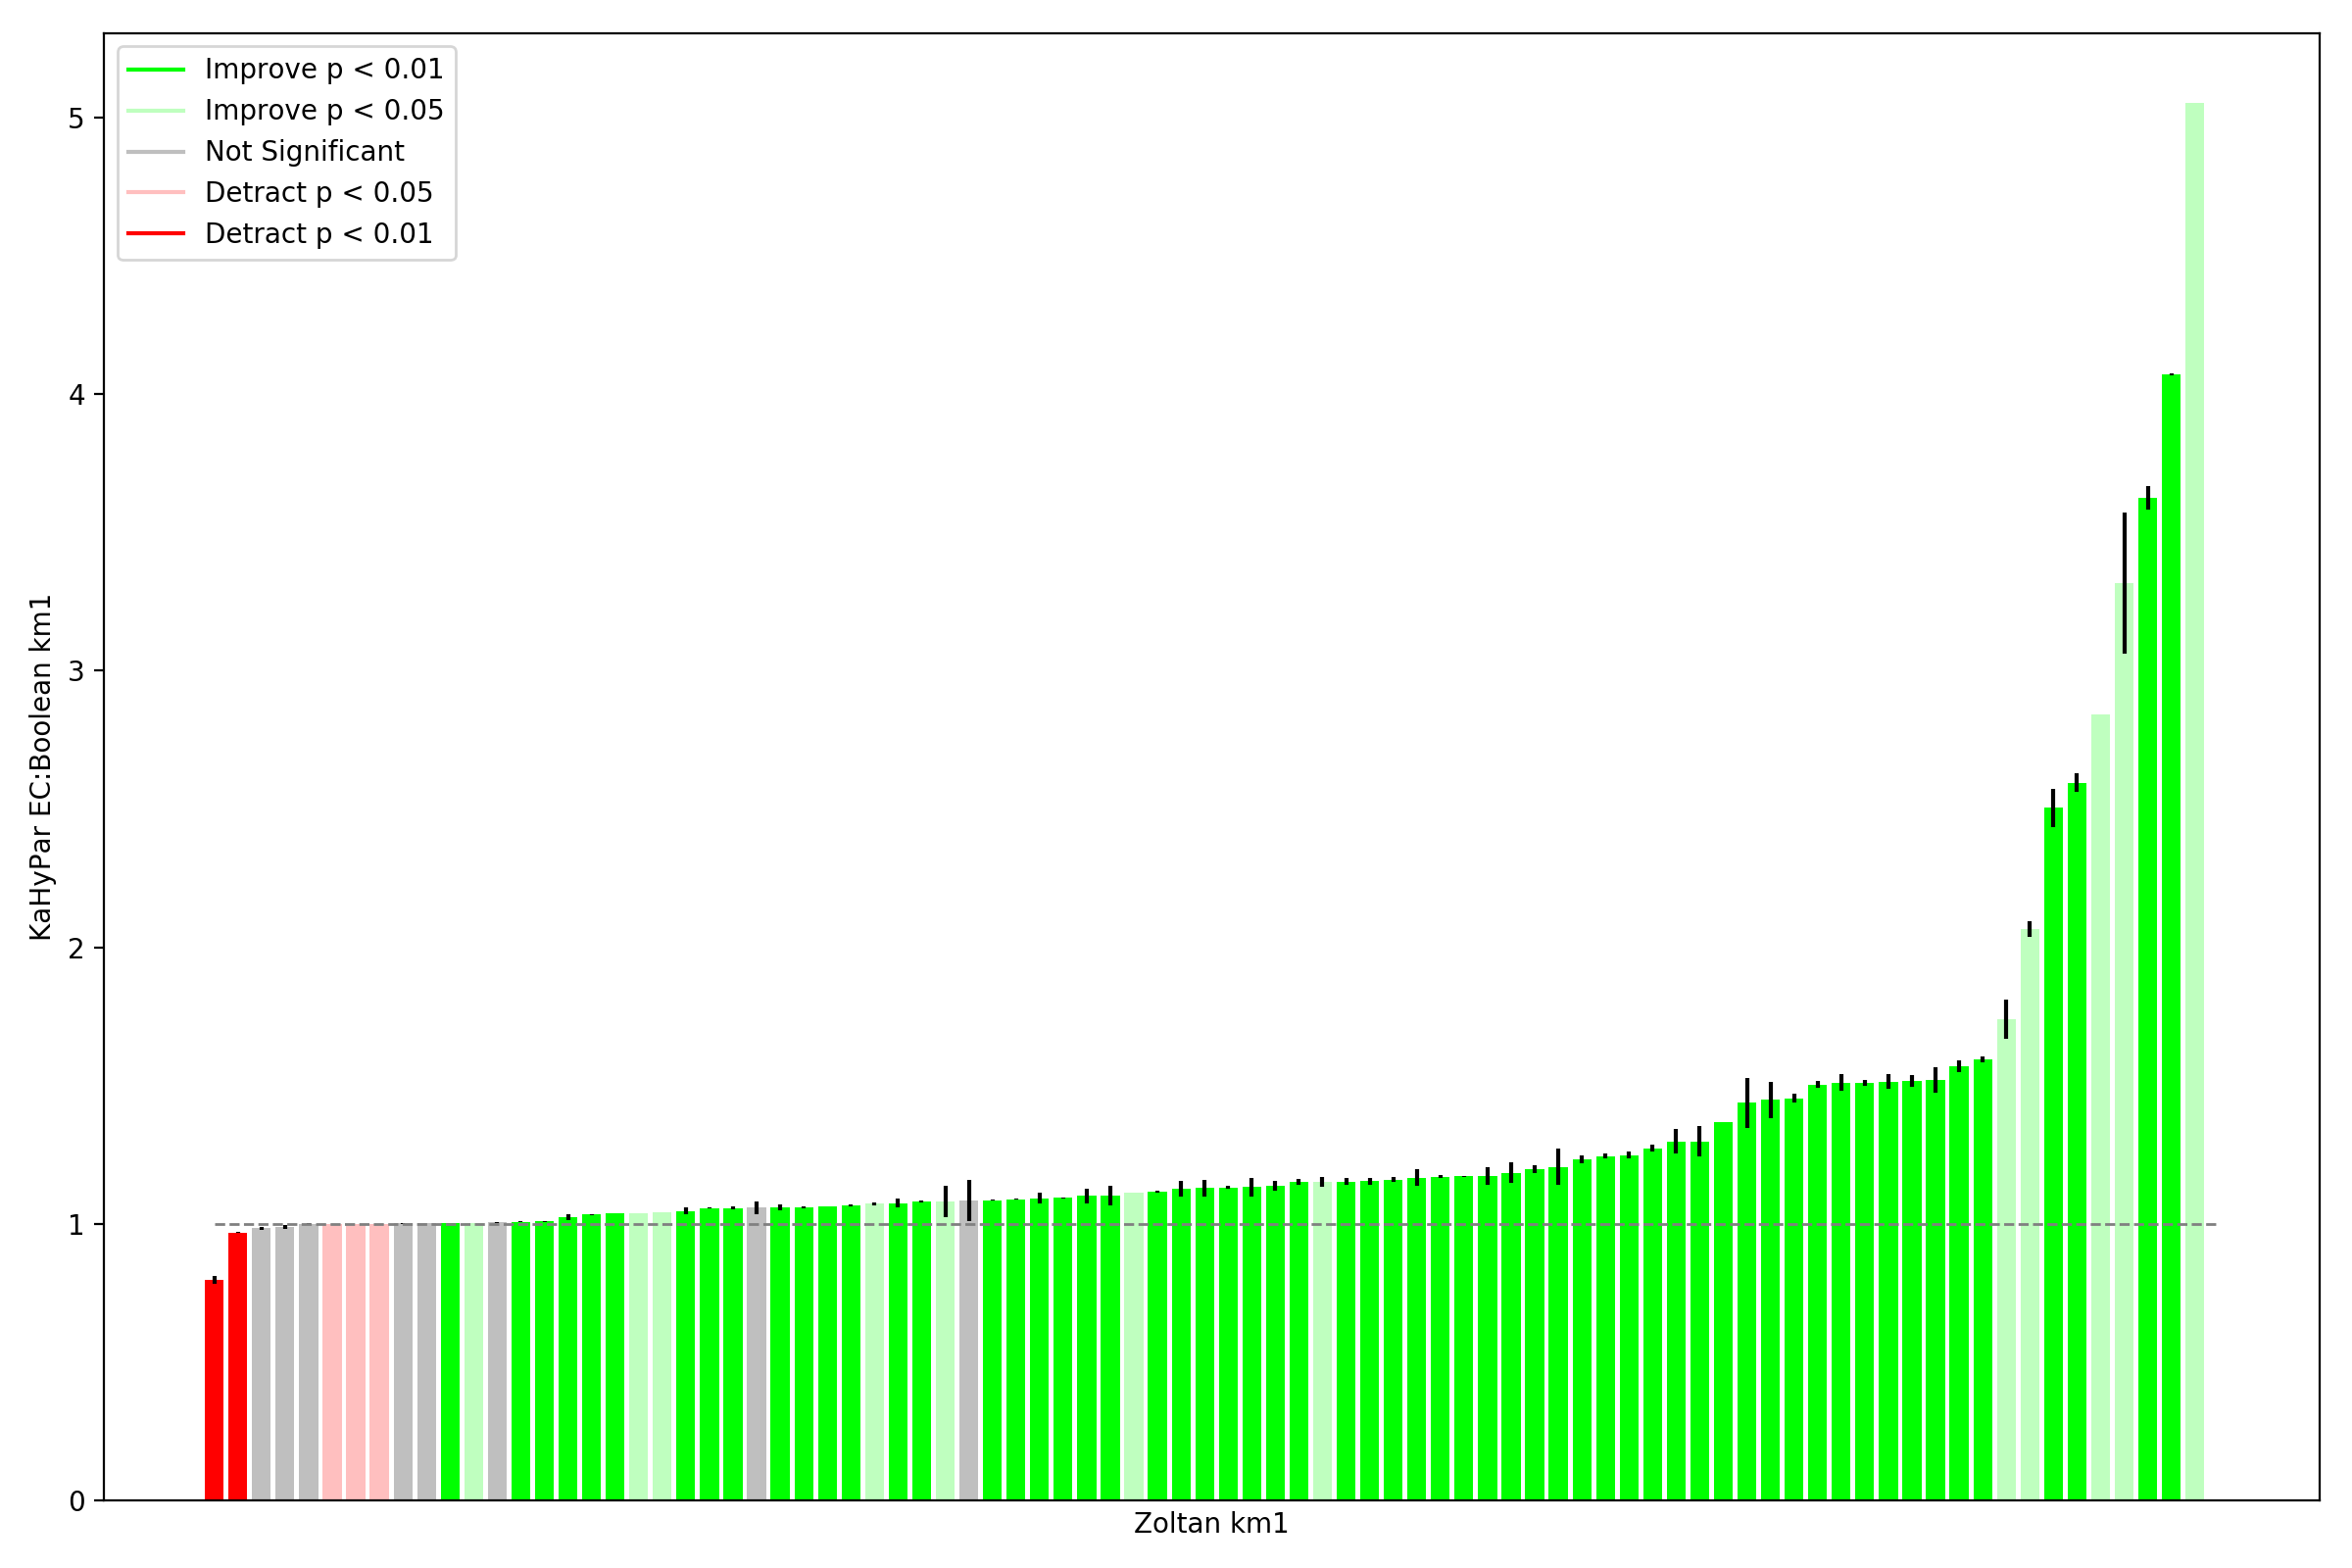 Improve p < 0.01
Improve p < 0.05
Not Significant
Detract p < 0.05
Detract p < 0.01
5
4
3
2
1
0
KaHyPar EC:Boolean km1
Zoltan km1